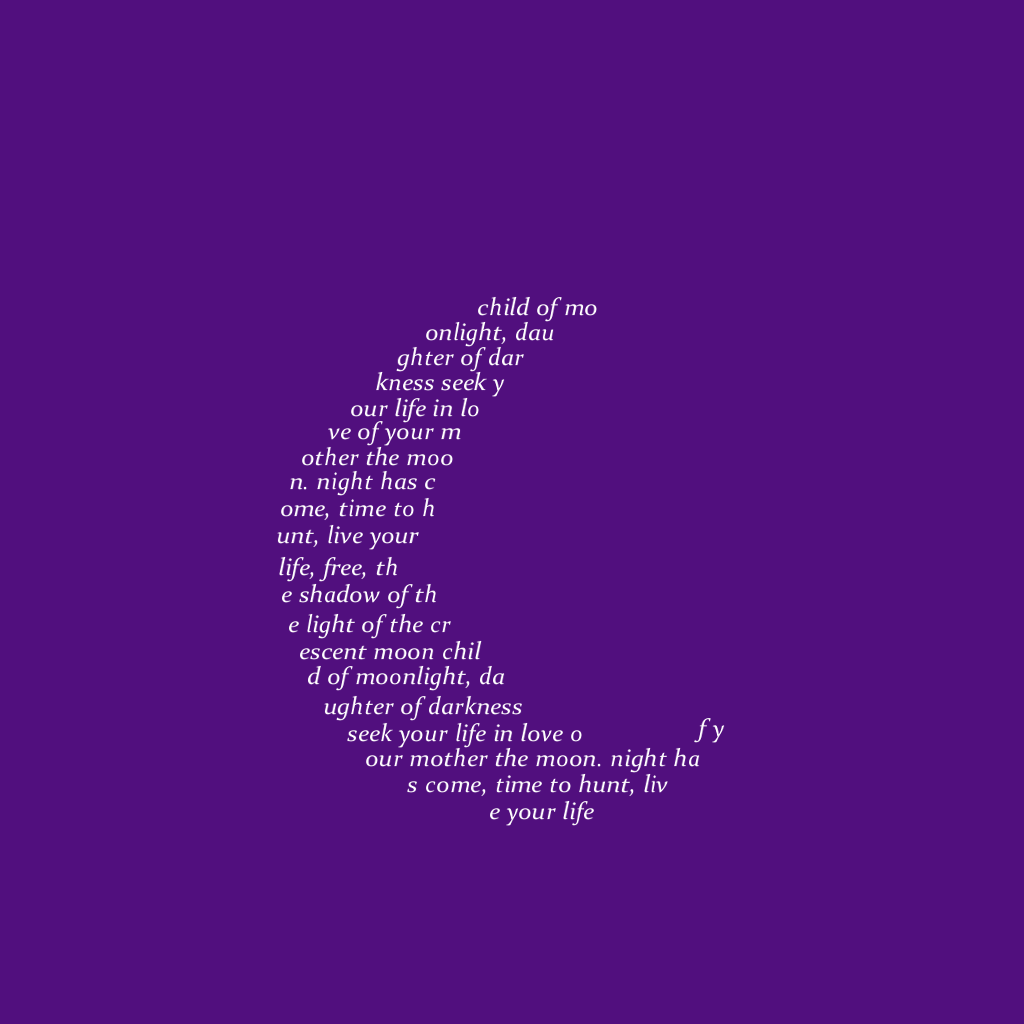 child of mo
onlight, dau
ghter of dar
kness seek y
our life in lo
ve of your m
other the moo
n. night has c
ome, time to h
unt, live your
life, free, th
e shadow of th
e light of the cr
escent moon chil
d of moonlight, da
ughter of darkness
seek your life in love o f y
our mother the moon. night ha
s come, time to hunt, liv
e your life